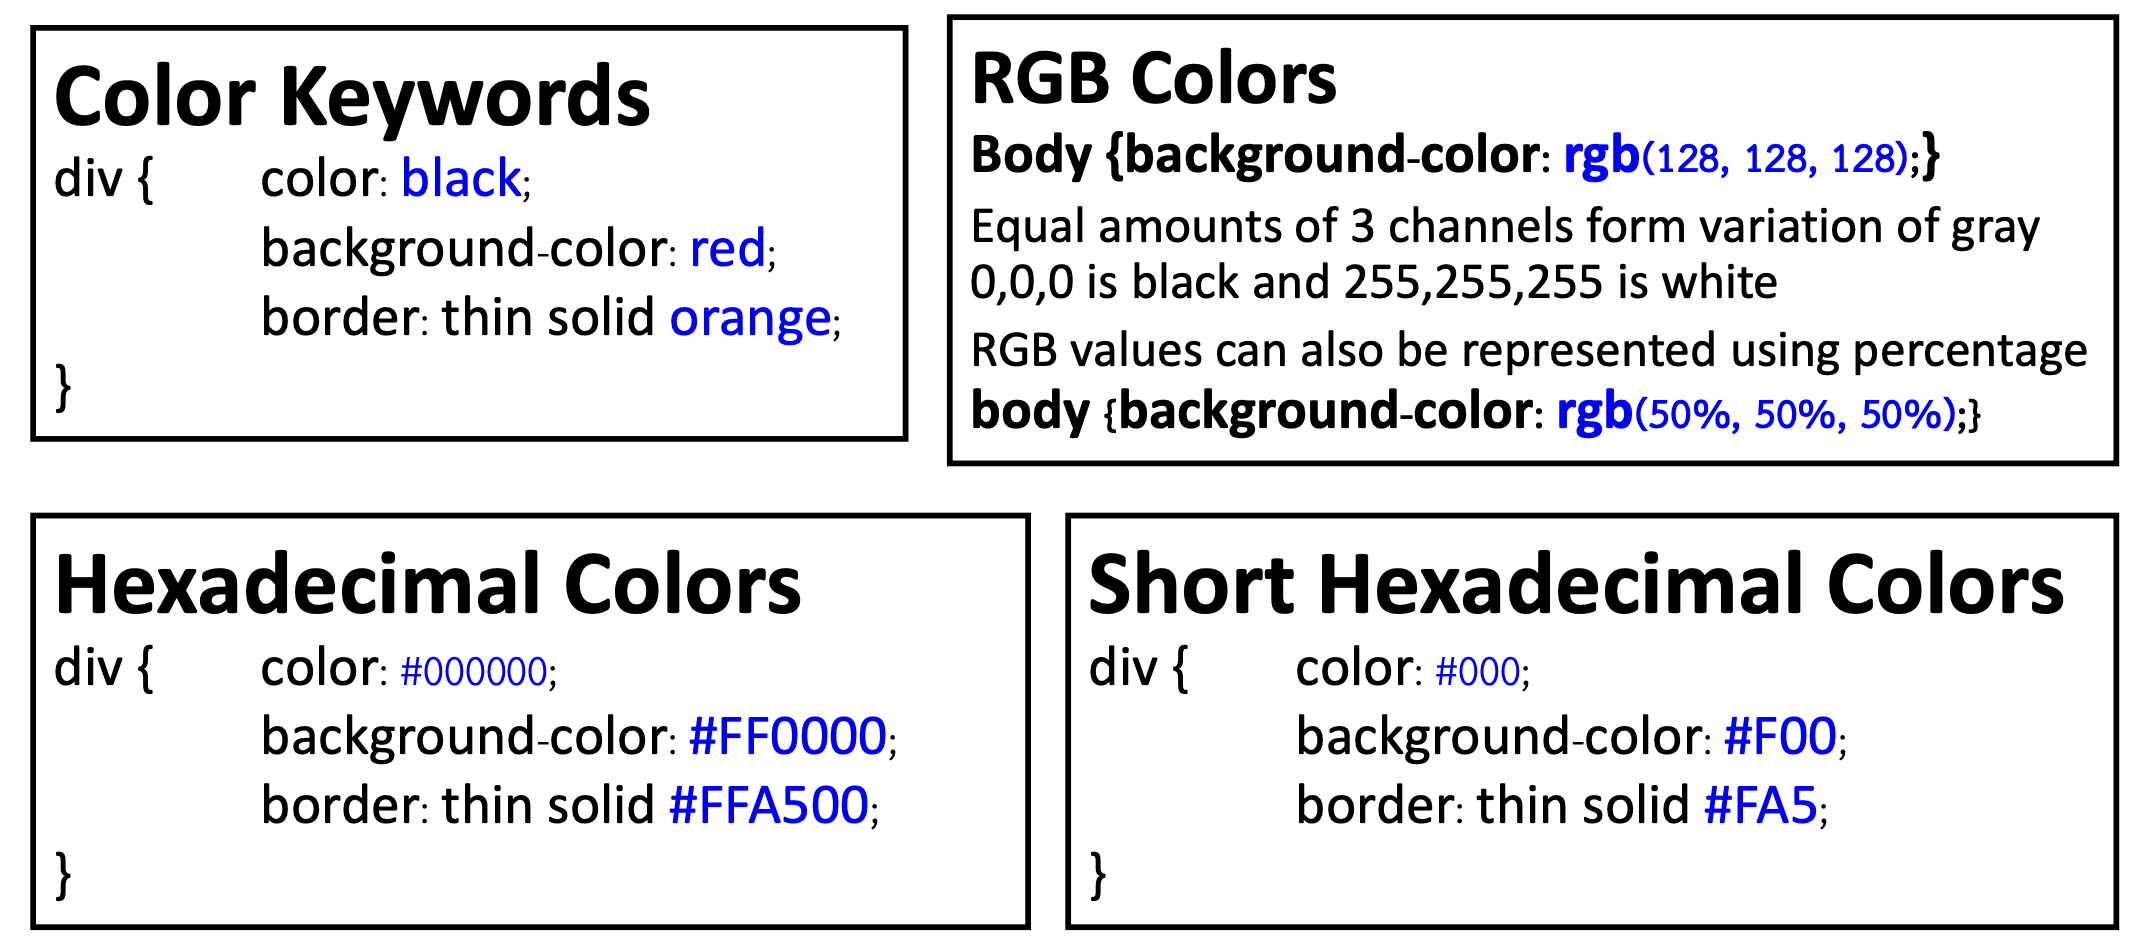 Color Keywords
div { color: black;
background-color: red;
border: thin solid orange;
}
RGB Colors
Body {background-color: rgb(128, 128, 128);}
Equal amounts of 3 channels form variation of gray
0,0,0 is black and 255,255,255 is white
RGB values can also be represented using percentage
body {background-color: rgb(50%, 50%, 50%);}
Hexadecimal Colors
div { color: #000000;
background-color: #FF0000;
border: thin solid #FFA500;
}
Short Hexadecimal Colors
div { color: #000;
background-color: #F00;
border: thin solid #FA5;
}